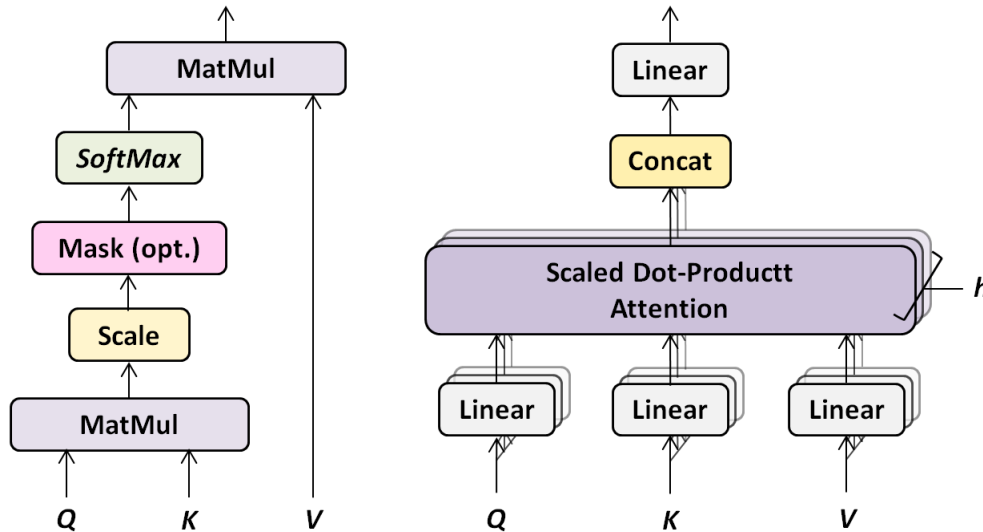 MatMul
SoftMax
Mask (opt.)
Scale
MatMul
Q K V
Linear
Concat
Scaled Dot-Productt
Attention
h
Linear Linear Linear
Q K V